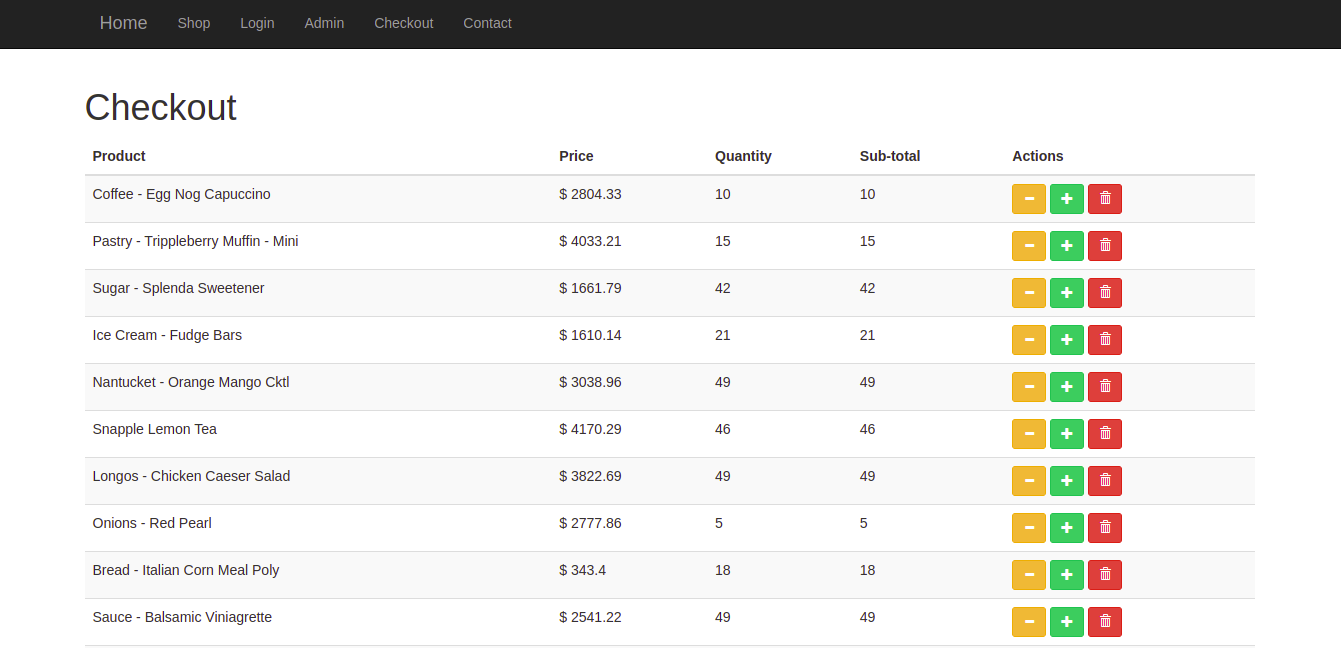 Home Shop Login Admin Checkout Contact
Checkout
Product Price Quantity Sub-total Actions
Coffee - Egg Nog Capuccino $ 2804.33 10 10
Pastry - Trippleberry Muffin - Mini $ 4033.21 15 15
Sugar - Splenda Sweetener $ 1661.79 42 42
Ice Cream - Fudge Bars $ 1610.14 21 21
Nantucket - Orange Mango Cktl $ 3038.96 49 49
Snapple Lemon Tea $ 4170.29 46 46
Longos - Chicken Caeser Salad $ 3822.69 49 49
Onions - Red Pearl $ 2777.86 5 5
Bread - Italian Corn Meal Poly $ 343.4 18 18
Sauce - Balsamic Viniagrette $ 2541.22 49 49